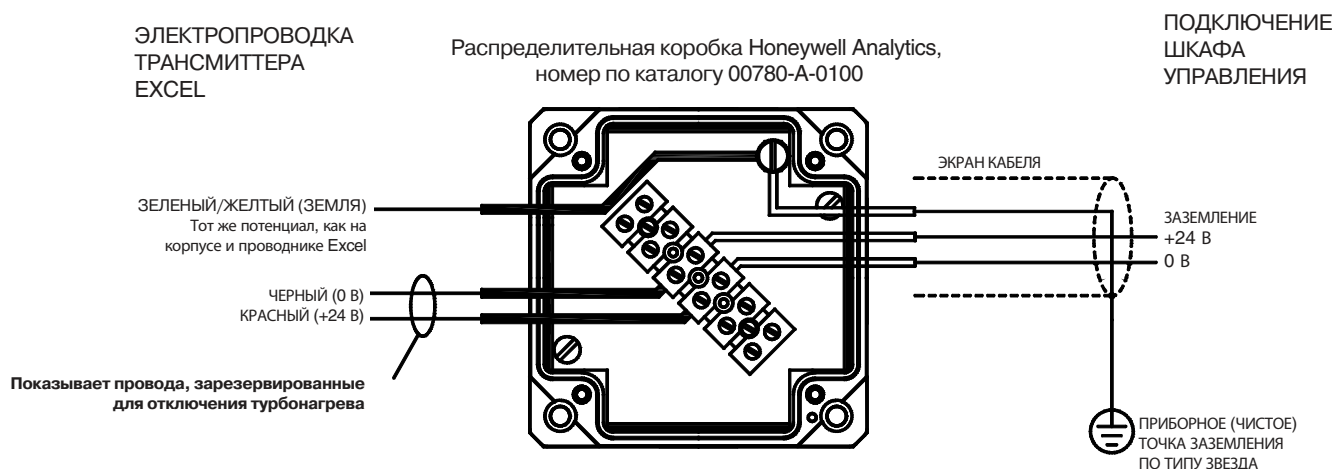 ЭЛЕКТРОПРОВОДКА
ТРАНСМИТТЕРА
EXCEL
Распределительная коробка Honeywell Analytics,
номер по каталогу 00780-A-0100
ПОДКЛЮЧЕНИЕ
ШКАФА
УПРАВЛЕНИЯ
ЭКРАН КАБЕЛЯ
ЗЕЛЕНЫЙ/ЖЕЛТЫЙ (ЗЕМЛЯ)
Тот же потенциал, как на
корпусе и проводнике Excel
ЗАЗЕМЛЕНИЕ
+24 В
0 В
ЧЕРНЫЙ (0 В)
КРАСНЫЙ (+24 В)
Показывает провода, зарезервированные
для отключения турбонагрева
ПРИБОРНОЕ (ЧИСТОЕ)
ТОЧКА ЗАЗЕМЛЕНИЯ
ПО ТИПУ ЗВЕЗДА